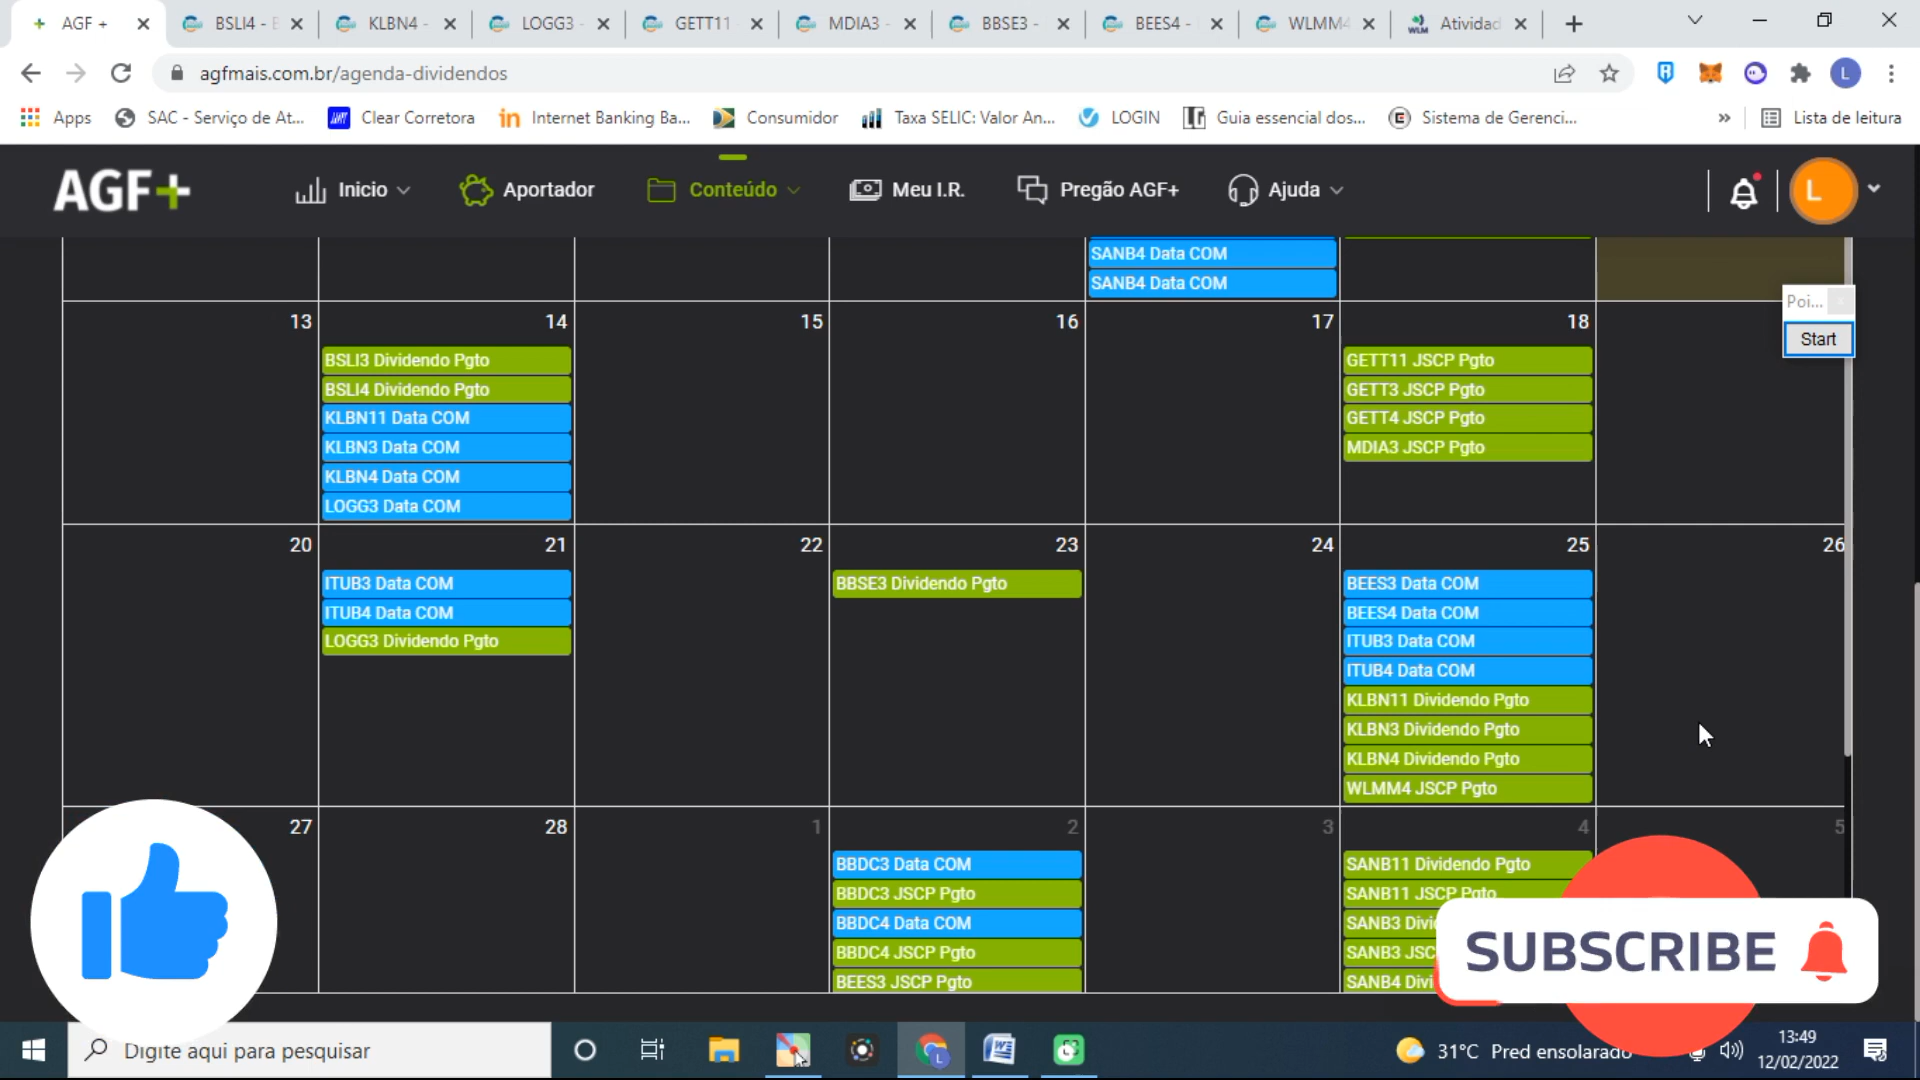 AGF +
BSLI4 -
KLBN4 -
LOGG3 -
GETT11
MDIA3 -
BBSE3 -
BEES4 -
WLMM4
WLM
Atividad
agfmais.com.br/agenda-dividendos
L
Apps
SAC - Serviço de At...
Clear Corretora
in
Internet Banking Ba...
Consumidor
Taxa SELIC: Valor An...
LOGIN
Guia essencial dos...
Sistema de Gerenci...
»
Lista de leitura
AGF+
Inicio
Aportador
Conteúdo
Meu I.R.
Pregão AGF+
Ajuda
L
SANB4 Data COM
SANB4 Data COM
Poi...
Start
13
14
15
16
17
18
BSLI3 Dividendo Pgto
BSLI4 Dividendo Pgto
KLBN11 Data COM
KLBN3 Data COM
KLBN4 Data COM
LOGG3 Data COM
GETT11 JSCP Pgto
GETT3 JSCP Pgto
GETT4 JSCP Pgto
MDIA3 JSCP Pgto
20
21
22
23
24
25
26
ITUB3 Data COM
ITUB4 Data COM
LOGG3 Dividendo Pgto
BBSE3 Dividendo Pgto
BEES3 Data COM
BEES4 Data COM
ITUB3 Data COM
ITUB4 Data COM
KLBN11 Dividendo Pgto
KLBN3 Dividendo Pgto
KLBN4 Dividendo Pgto
WLMM4 JSCP Pgto
27
28
1
2
3
4
5
BBDC3 Data COM
BBDC3 JSCP Pgto
BBDC4 Data COM
BBDC4 JSCP Pgto
BEES3 JSCP Pgto
SANB11 Dividendo Pgto
SANB11 JSCP Pgto
SANB3 Divi
SANB3 JSC
SANB4 Divi
SUBSCRIBE
Digite aqui para pesquisar
31°C Pred ensolarado
13:49
12/02/2022